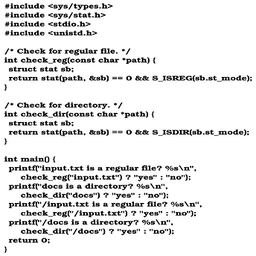 #include <sys/types.h>
#include <sys/stat.h>
#include <stdio.h>
#include <unistd.h>
/* Check for regular file. */
int check_reg(const char *path) {
struct stat sb;
return stat(path, &sb) == 0 && S_ISREG(sb.st_mode);
}
/* Check for directory. */
int check_dir(const char *path) {
struct stat sb;
return stat(path, &sb) == 0 && S_ISDIR(sb.st_mode);
}
int main() {
printf("input.txt is a regular file? %s\n",
check_reg("input.txt") ? "yes" : "no");
printf("docs is a directory? %s\n",
check_dir("docs") ? "yes" : "no");
printf("/input.txt is a regular file? %s\n",
check_reg("/input.txt") ? "yes" : "no");
printf("/docs is a directory? %s\n",
check_dir("/docs") ? "yes" : "no");
return 0;
}